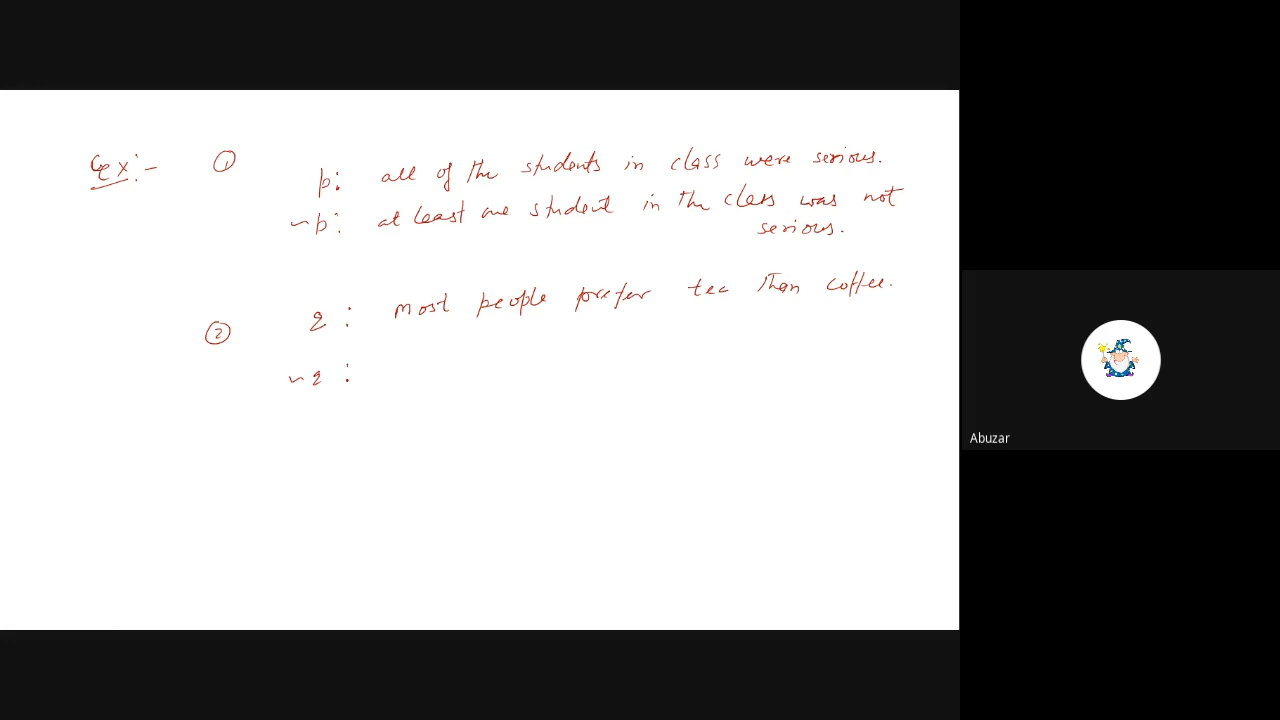 Ex:- ① p: all of the students in class were serious.
~p: at least one student in the class was not
serious.
② q: most people prefer tea than coffee.
~q:
Abuzar